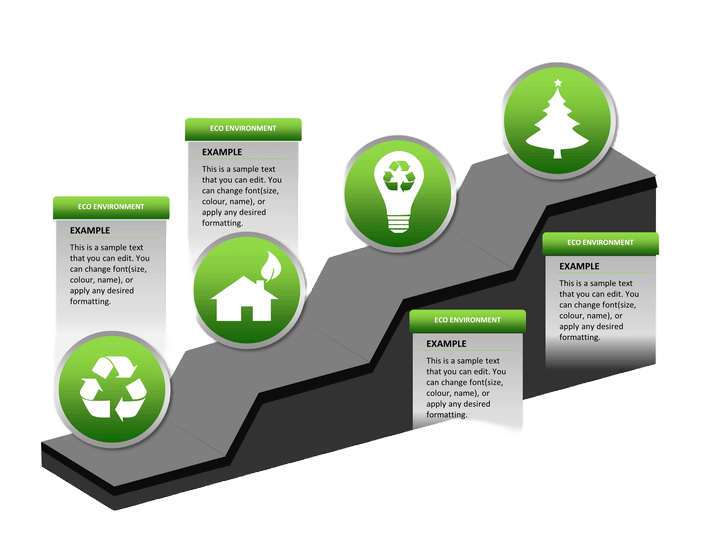 ECO ENVIRONMENT
EXAMPLE
This is a sample text
that you can edit. You
can change font(size,
colour, name), or
apply any desired
formatting.
ECO ENVIRONMENT
EXAMPLE
This is a sample text
that you can edit. You
can change font(size,
colour, name), or
apply any desired
formatting.
ECO ENVIRONMENT
EXAMPLE
This is a sample text
that you can edit. You
can change font(size,
colour, name), or
apply any desired
formatting.
ECO ENVIRONMENT
EXAMPLE
This is a sample text
that you can edit. You
can change font(size,
colour, name), or
apply any desired
formatting.